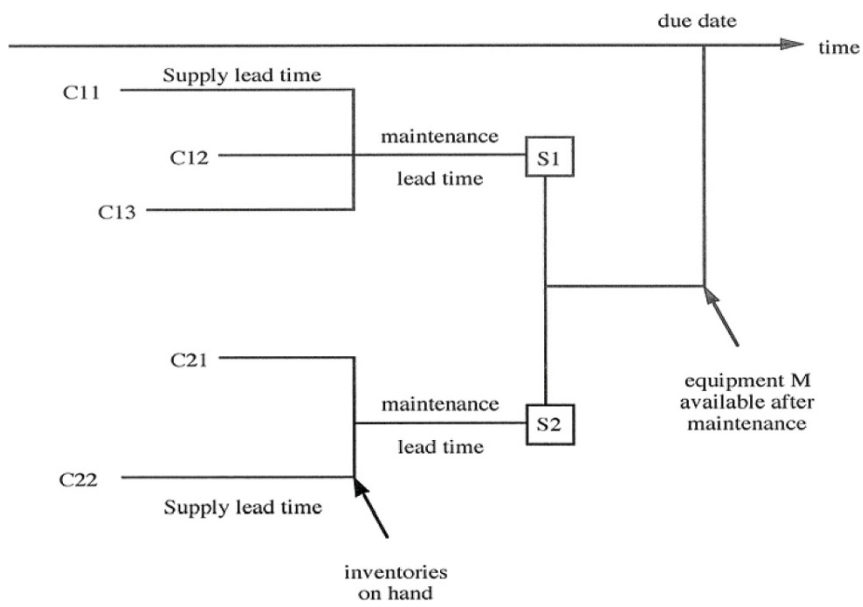 due date
time
Supply lead time
C11
maintenance
C12
S1
lead time
C13
C21
maintenance
equipment M
available after
maintenance
S2
lead time
C22
Supply lead time
inventories
on hand